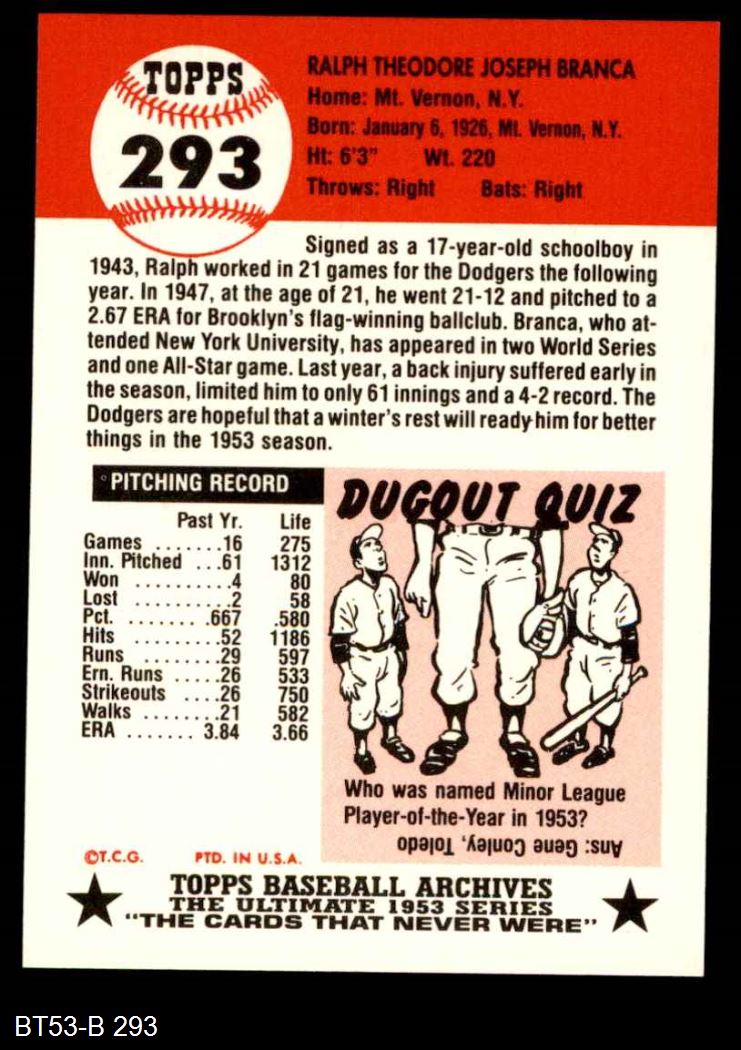 TOPPS
293
RALPH THEODORE JOSEPH BRANCA
Home: Mt. Vernon, N.Y.
Born: January 6, 1926, Mt. Vernon, N.Y.
Ht: 6'3" Wt. 220
Throws: Right Bats: Right
Signed as a 17-year-old schoolboy in
1943, Ralph worked in 21 games for the Dodgers the following
year. In 1947, at the age of 21, he went 21-12 and pitched to a
2.67 ERA for Brooklyn's flag-winning ballclub. Branca, who at-
tended New York University, has appeared in two World Series
and one All-Star game. Last year, a back injury suffered early in
the season, limited him to only 61 innings and a 4-2 record. The
Dodgers are hopeful that a winter's rest will ready him for better
things in the 1953 season.
PITCHING RECORD
Past Yr. Life
Games .......16 275
Inn. Pitched ...61 1312
Won ..........4 80
Lost ..........2 58
Pct. ........667 .580
Hits ..........52 1186
Runs ........29 597
Ern. Runs .....26 533
Strikeouts ....26 750
Walks ........21 582
ERA ....... 3.84 3.66
DUGOUT QUIZ
Who was named Minor League
Player-of-the-Year in 1953?
Ans: Gene Conley, Toledo
©T.C.G. PTD. IN U.S.A.
TOPPS BASEBALL ARCHIVES
THE ULTIMATE 1953 SERIES
"THE CARDS THAT NEVER WERE"
BT53-B 293